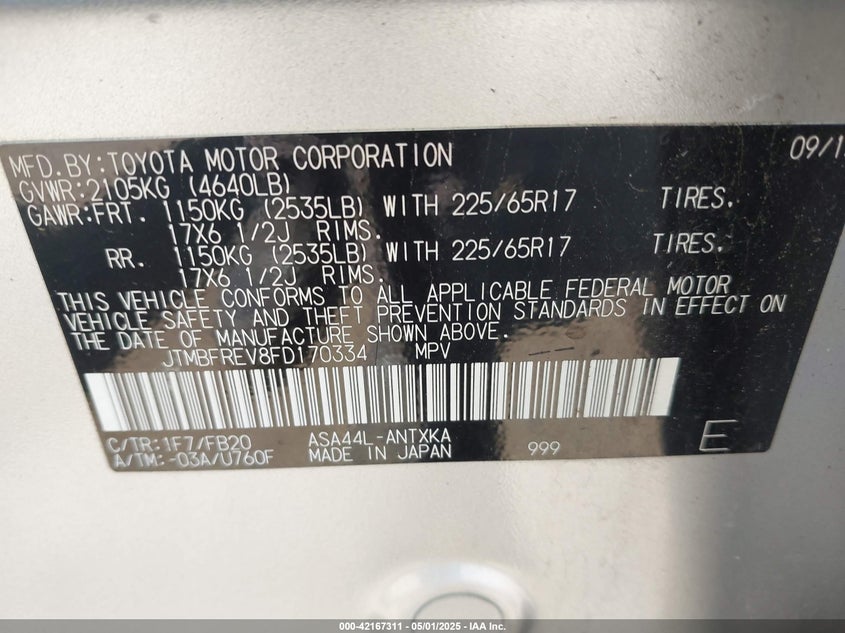 MFD.BY:TOYOTA MOTOR CORPORATION 09/1
GVWR:2105KG (4640LB)
GAWR:FRT. 1150KG (2535LB) WITH 225/65R17 TIRES.
17X6 1/2J RIMS.
RR. 1150KG (2535LB) WITH 225/65R17 TIRES.
17X6 1/2J RIMS.
THIS VEHICLE CONFORMS TO ALL APPLICABLE FEDERAL MOTOR
VEHICLE SAFETY AND THEFT PREVENTION STANDARDS IN EFFECT ON
THE DATE OF MANUFACTURE SHOWN ABOVE.
JTMBFREV8FD170334 MPV
C/TR:1F7/FB20 ASA44L-ANTXKA 999 E
A/TM:-03A/U760F MADE IN JAPAN
000-42167311 - 05/01/2025 - IAA Inc.